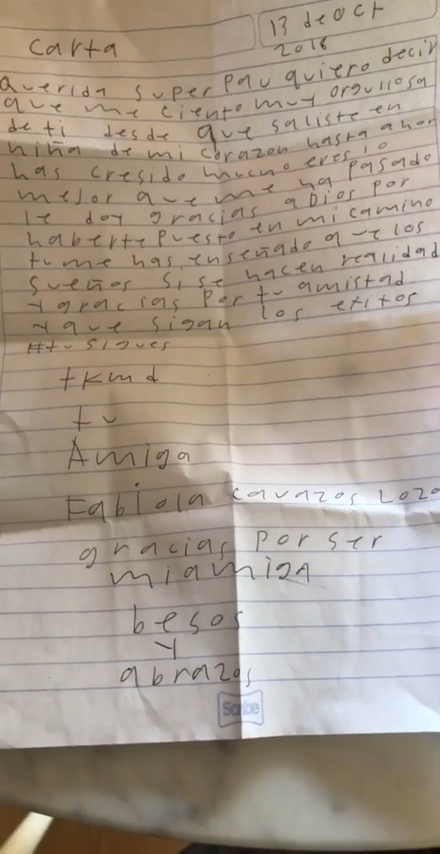 13 de oct
2018
carta
querida super pau quiero decir
que me ciento muy orgullosa
de ti desde que saliste en
niña de mi corazon hasta ahor
has cresido mucho eres lo
mejor que me ha pasado
le doy gracias a Dios por
haberte puesto en mi camino
tu me has enseñado que los
sueños si se hacen realidad
y gracias por tu amistad
y que sigan los exitos
#tu sigues
tkmd
tu
Amiga
Fabiola cavazos Lozo
gracias por ser
mi amiga
besos
y
abrazos
Scribe